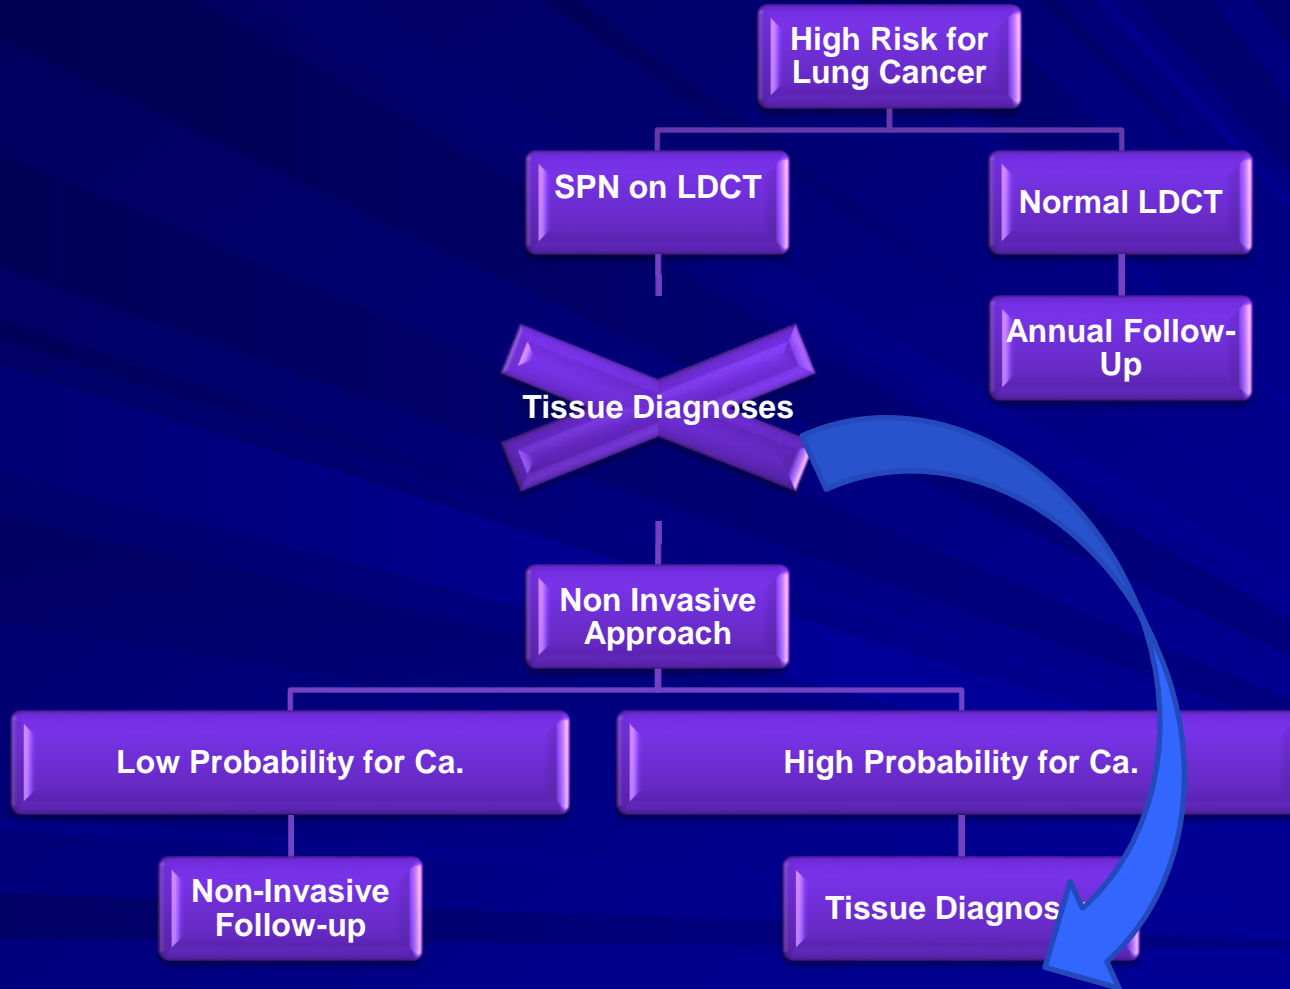 High Risk for
Lung Cancer
SPN on LDCT
Normal LDCT
Annual Follow-
Up
Tissue Diagnoses
Non Invasive
Approach
Low Probability for Ca.
High Probability for Ca.
Non-Invasive
Follow-up
Tissue